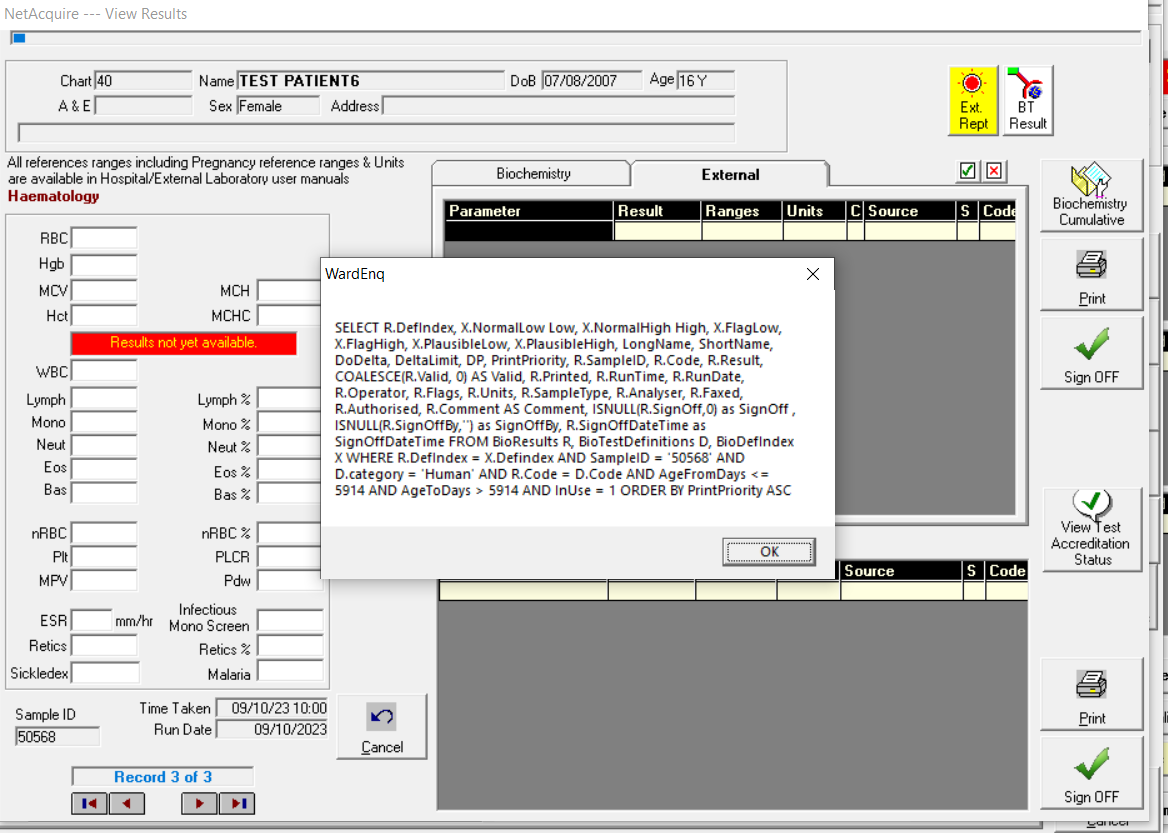 NetAcquire --- View Results
Chart 40 Name TEST PATIENT6 DoB 07/08/2007 Age 16 Y
A & E Sex Female Address
Ext. Rept
BT Result
All references ranges including Pregnancy reference ranges & Units
are available in Hospital/External Laboratory user manuals
Haematology
Biochemistry External
Parameter Result Ranges Units C Source S Code
Biochemistry Cumulative
Print
Sign OFF
RBC
Hgb
MCV MCH
Hct MCHC
Results not yet available.
WBC
Lymph Lymph %
Mono Mono %
Neut Neut %
Eos Eos %
Bas Bas %
nRBC nRBC %
Plt PLCR
MPV Pdw
ESR mm/hr Infectious Mono Screen
Retics Retics %
Sickledex Malaria
WardEnq
SELECT R.DefIndex, X.NormalLow Low, X.NormalHigh High, X.FlagLow,
X.FlagHigh, X.PlausibleLow, X.PlausibleHigh, LongName, ShortName,
DoDelta, DeltaLimit, DP, PrintPriority, R.SampleID, R.Code, R.Result,
COALESCE(R.Valid, 0) AS Valid, R.Printed, R.RunTime, R.RunDate,
R.Operator, R.Flags, R.Units, R.SampleType, R.Analyser, R.Faxed,
R.Authorised, R.Comment AS Comment, ISNULL(R.SignOff,0) as SignOff ,
ISNULL(R.SignOffBy,'') as SignOffBy, R.SignOffDateTime as
SignOffDateTime FROM BioResults R, BioTestDefinitions D, BioDefIndex
X WHERE R.DefIndex = X.Defindex AND SampleID = '50568' AND
D.category = 'Human' AND R.Code = D.Code AND AgeFromDays <=
5914 AND AgeToDays > 5914 AND InUse = 1 ORDER BY PrintPriority ASC
OK
View Test
Accreditation
Status
Source S Code
Print
Sign OFF
Cancel
Sample ID
50568
Time Taken 09/10/23 10:00
Run Date 09/10/2023
Cancel
Record 3 of 3